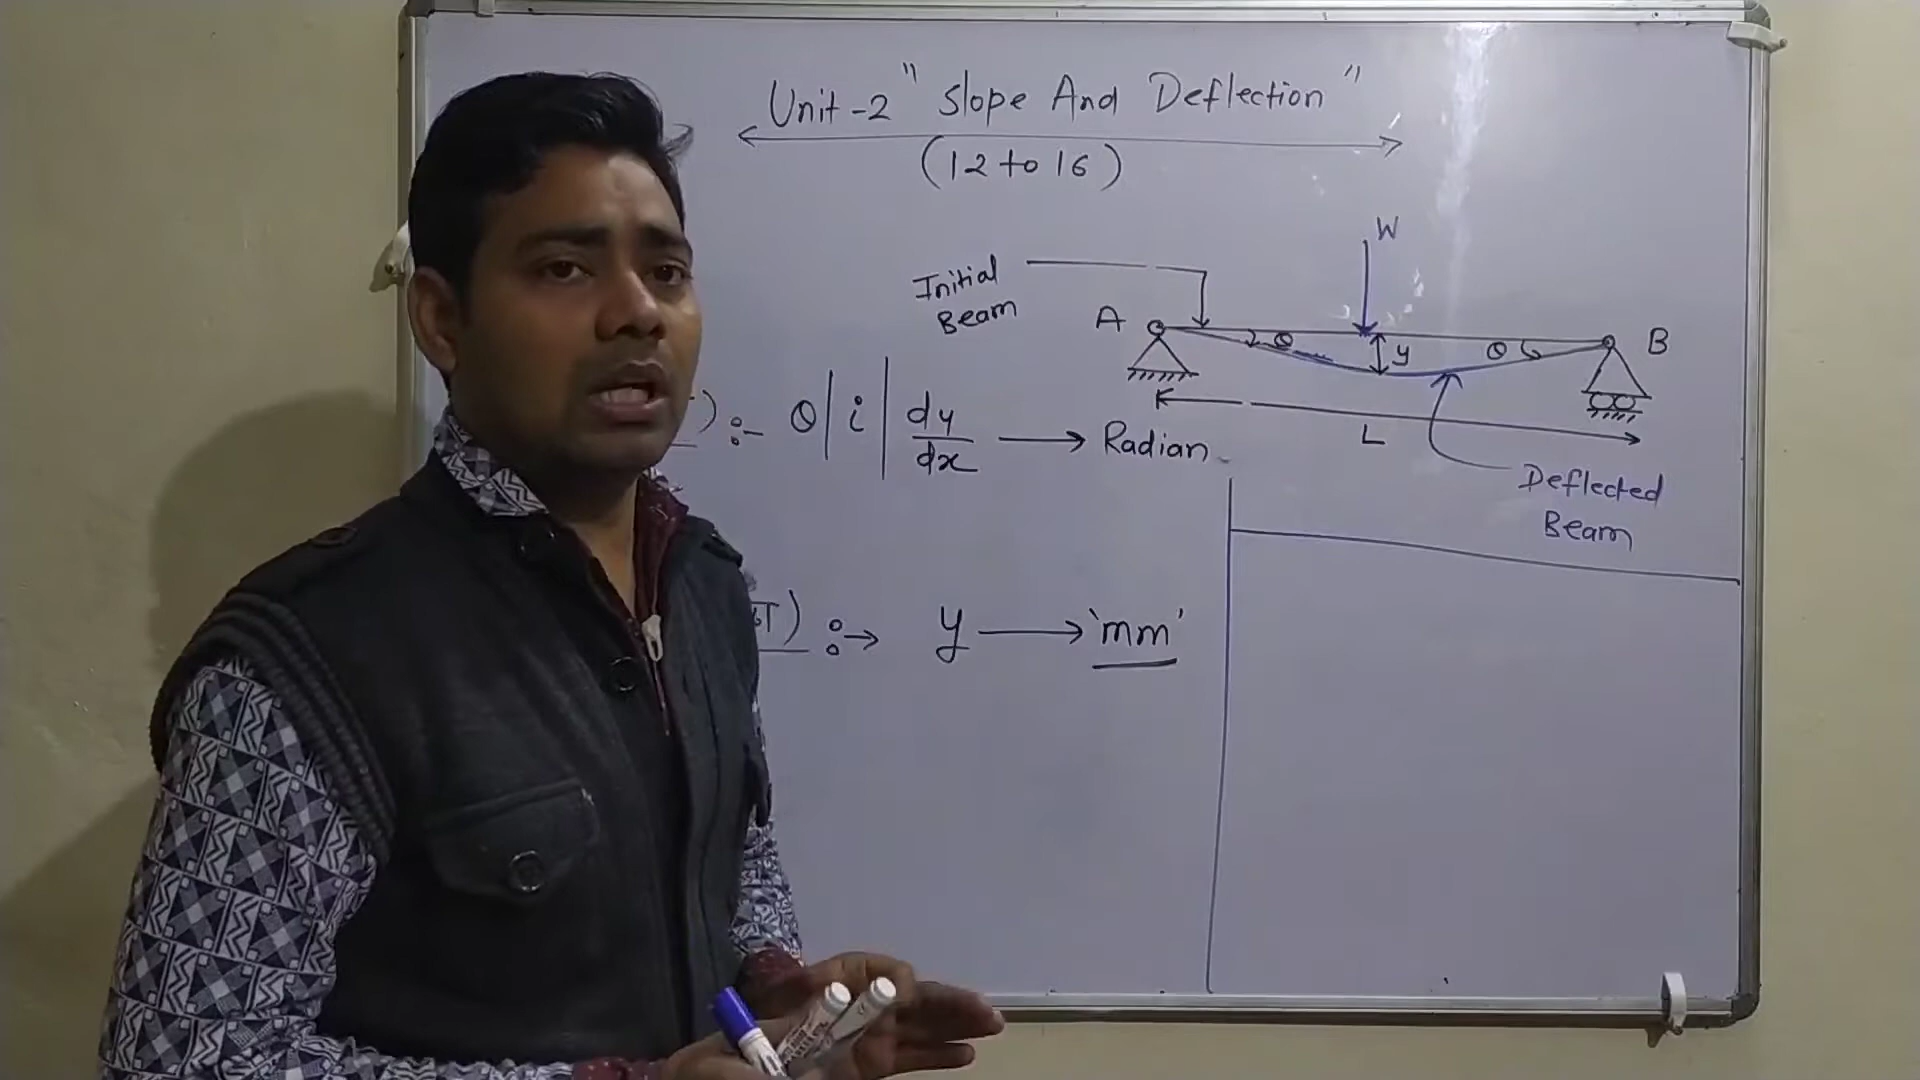 Unit-2 "Slope And Deflection"
(12 to 16)
W
Initial
Beam
A
θ
y
θ
B
) :- θ | i | dy/dx → Radian
L
Deflected
Beam
) :→ y → 'mm'